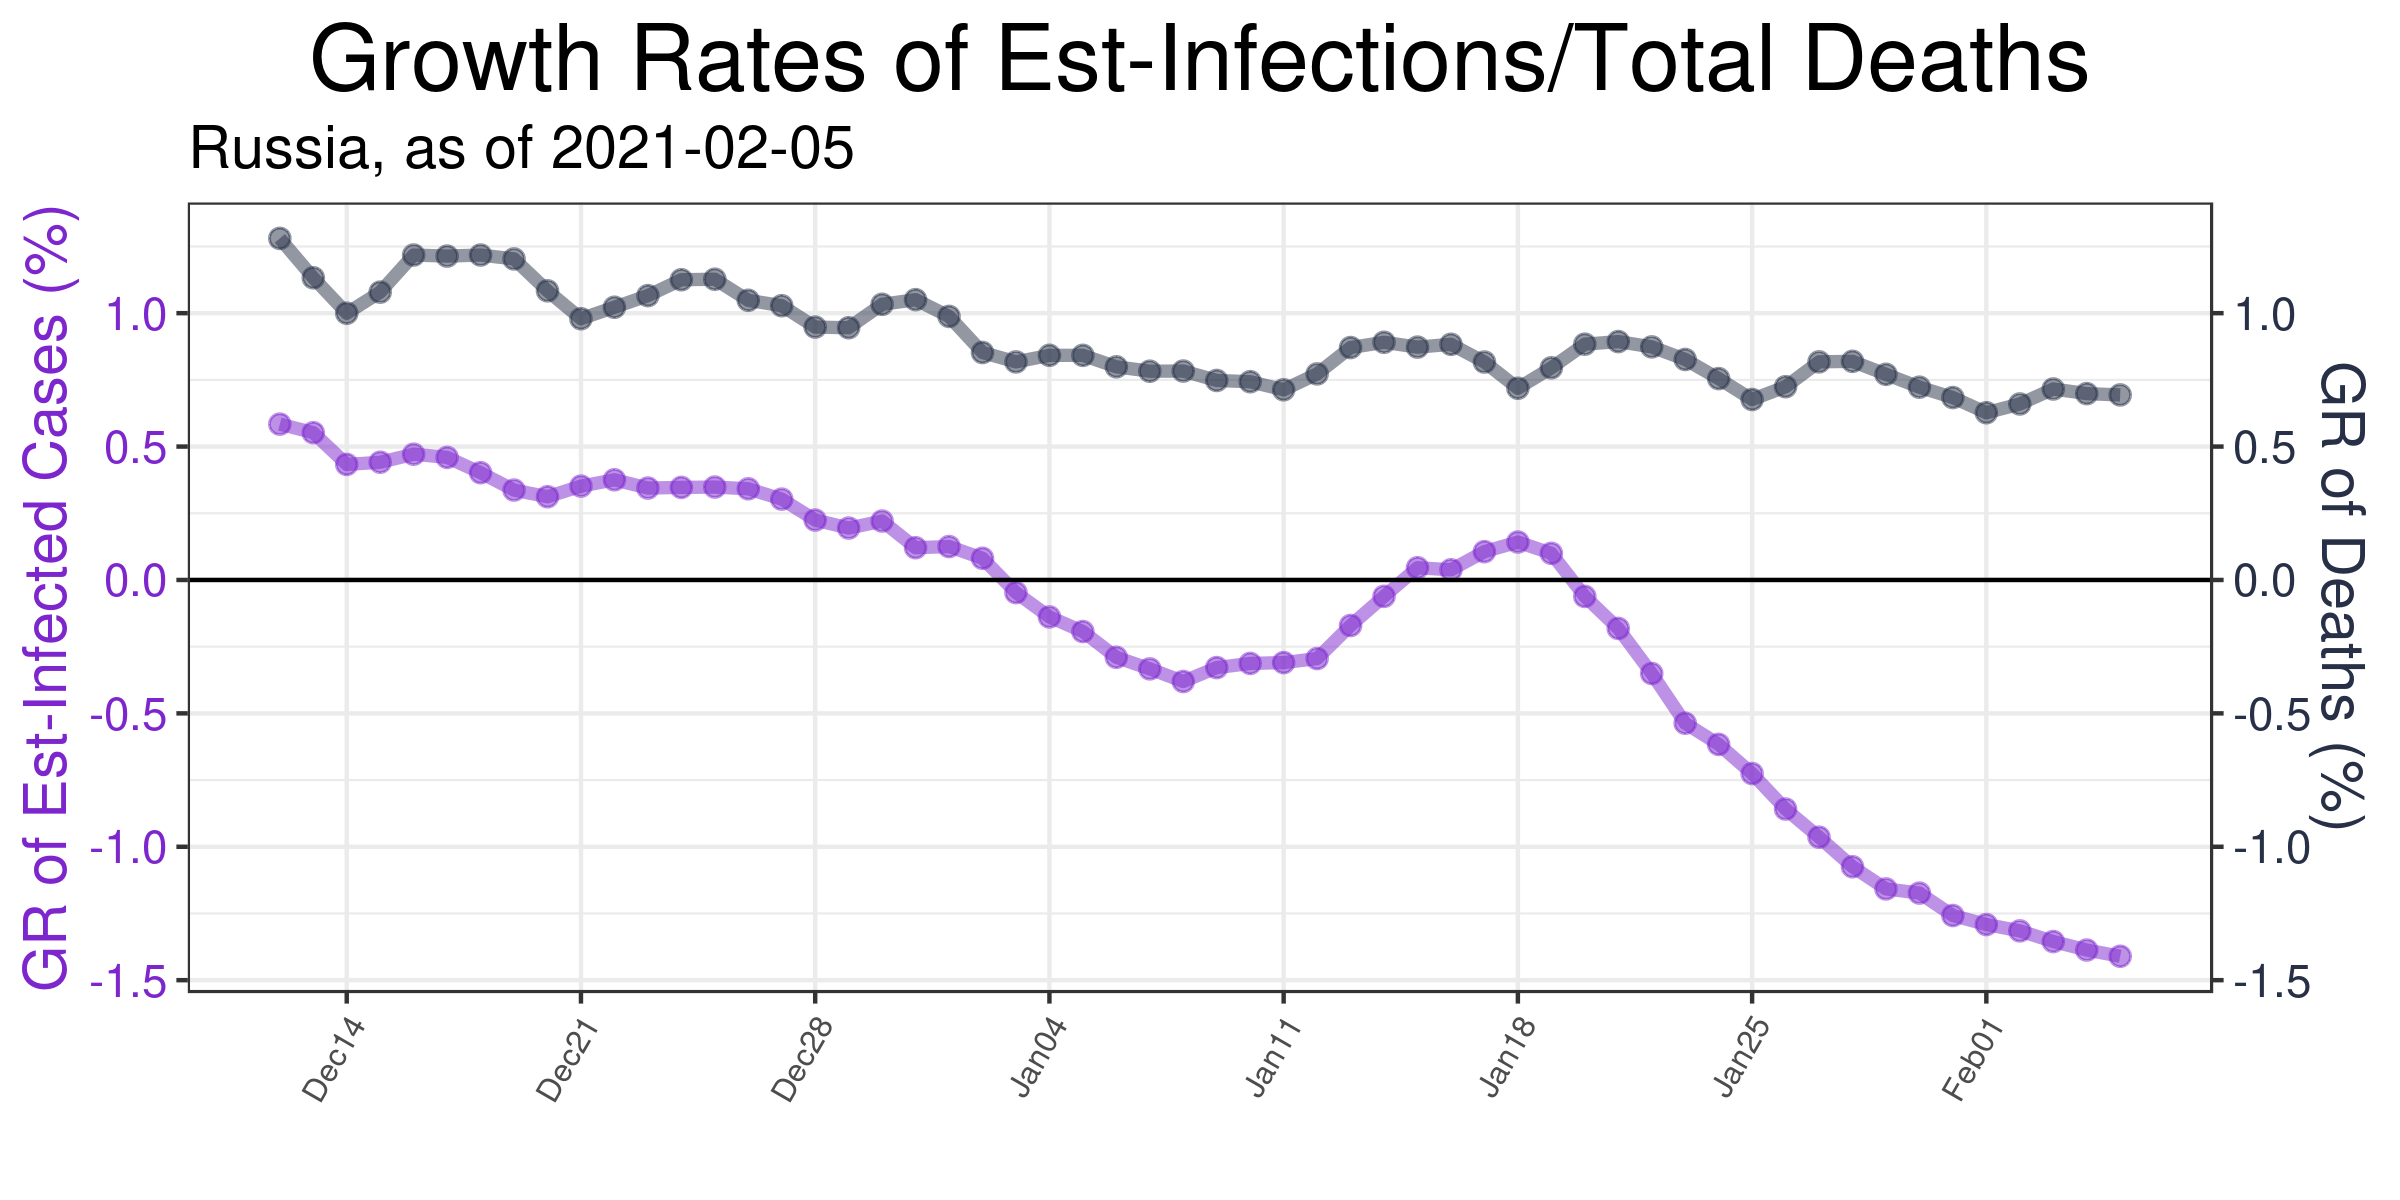 Growth Rates of Est-Infections/Total Deaths
Russia, as of 2021-02-05
GR of Est-Infected Cases (%)
1.0
0.5
0.0
-0.5
-1.0
-1.5
1.0
0.5
0.0
-0.5
-1.0
-1.5
GR of Deaths (%)
Dec14
Dec21
Dec28
Jan04
Jan11
Jan18
Jan25
Feb01